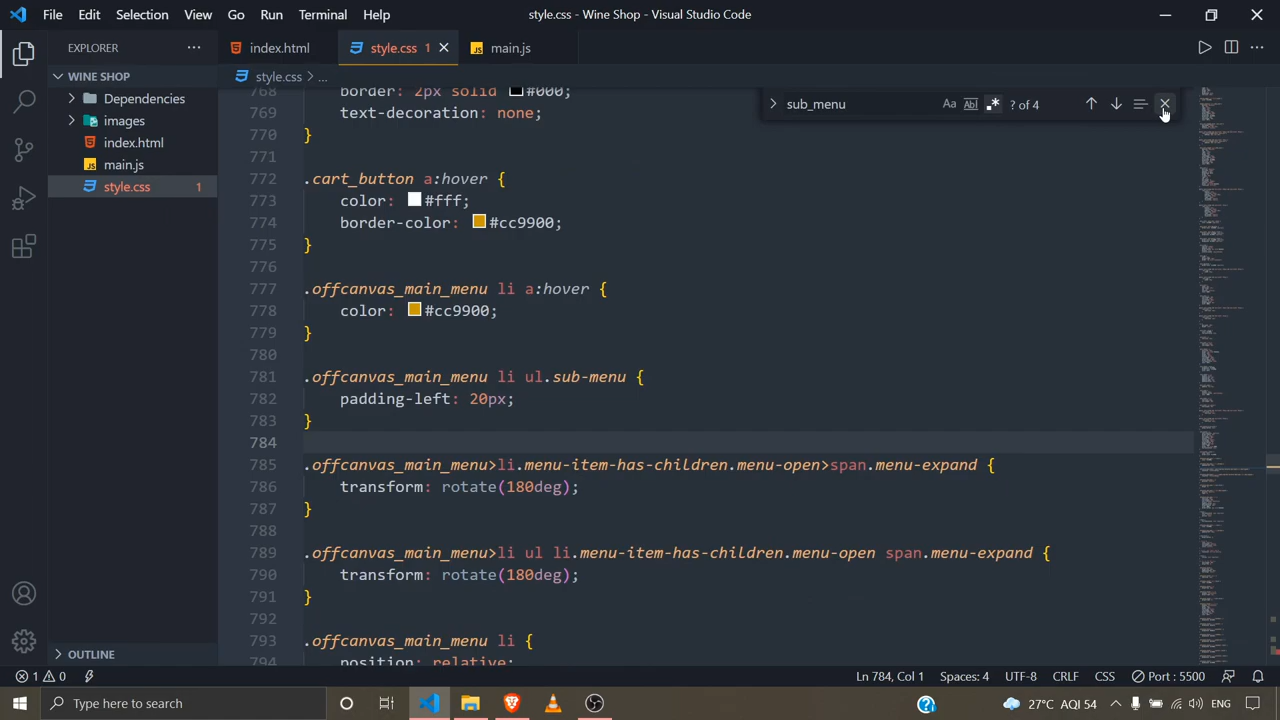 File Edit Selection View Go Run Terminal Help style.css - Wine Shop - Visual Studio Code
EXPLORER
index.html
style.css 1
main.js
WINE SHOP
style.css > ...
Dependencies
images
index.html
main.js
style.css 1
sub_menu Aa Ab ? of 4
768 border: 2px solid #000;
769 text-decoration: none;
770 }
771
772 .cart_button a:hover {
773 color: #fff;
774 border-color: #cc9900;
775 }
776
777 .offcanvas_main_menu li a:hover {
778 color: #cc9900;
779 }
780
781 .offcanvas_main_menu li ul.sub-menu {
782 padding-left: 20px;
783 }
784
785 .offcanvas_main_menu>li.menu-item-has-children.menu-open>span.menu-expand {
786 transform: rotate(180deg);
787 }
788
789 .offcanvas_main_menu>li ul li.menu-item-has-children.menu-open span.menu-expand {
790 transform: rotate(180deg);
791 }
792
793 .offcanvas_main_menu li {
794 position: relative;
OUTLINE
1 0 Ln 784, Col 1 Spaces: 4 UTF-8 CRLF CSS Port : 5500
Type here to search
27°C AQI 54 ENG